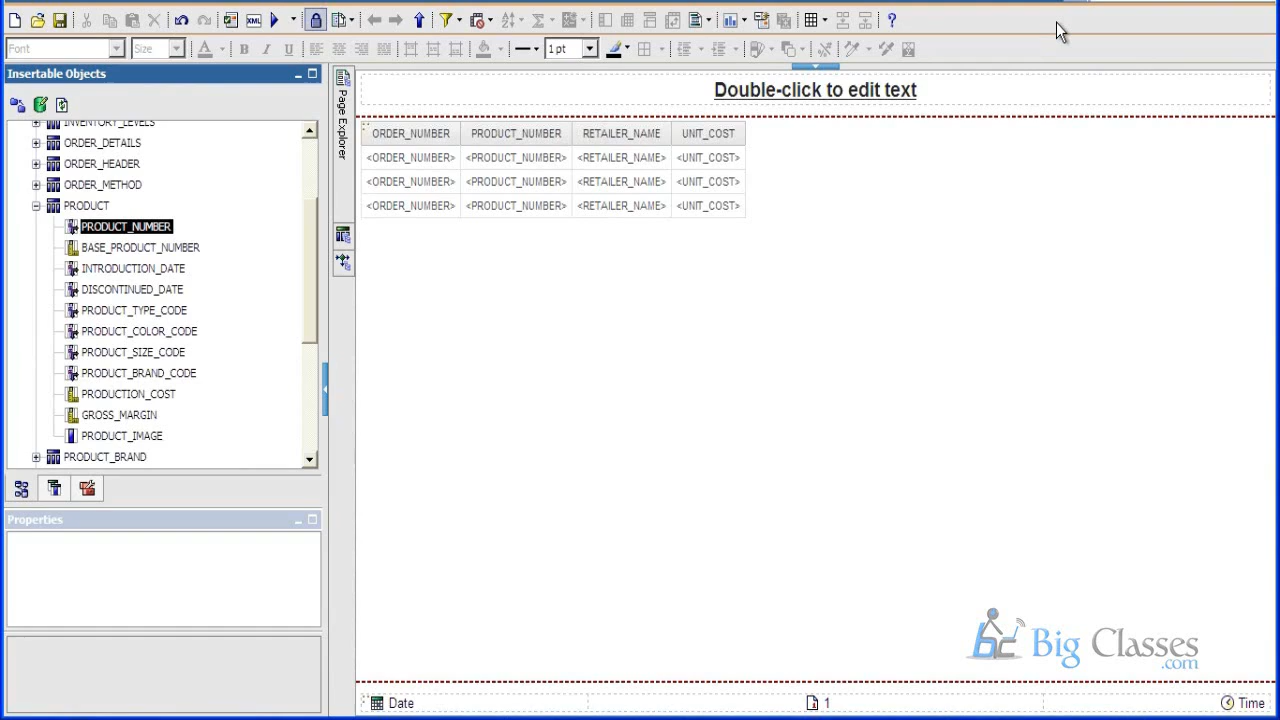 XML
?
Font
Size
A
B
I
U
1 pt
Insertable Objects
INVENTORY_LEVELS
ORDER_DETAILS
ORDER_HEADER
ORDER_METHOD
PRODUCT
PRODUCT_NUMBER
BASE_PRODUCT_NUMBER
INTRODUCTION_DATE
DISCONTINUED_DATE
PRODUCT_TYPE_CODE
PRODUCT_COLOR_CODE
PRODUCT_SIZE_CODE
PRODUCT_BRAND_CODE
PRODUCTION_COST
GROSS_MARGIN
PRODUCT_IMAGE
PRODUCT_BRAND
Properties
Page Explorer
Double-click to edit text
ORDER_NUMBER PRODUCT_NUMBER RETAILER_NAME UNIT_COST
<ORDER_NUMBER> <PRODUCT_NUMBER> <RETAILER_NAME> <UNIT_COST>
<ORDER_NUMBER> <PRODUCT_NUMBER> <RETAILER_NAME> <UNIT_COST>
<ORDER_NUMBER> <PRODUCT_NUMBER> <RETAILER_NAME> <UNIT_COST>
bc Big Classes
.com
Date 1 Time